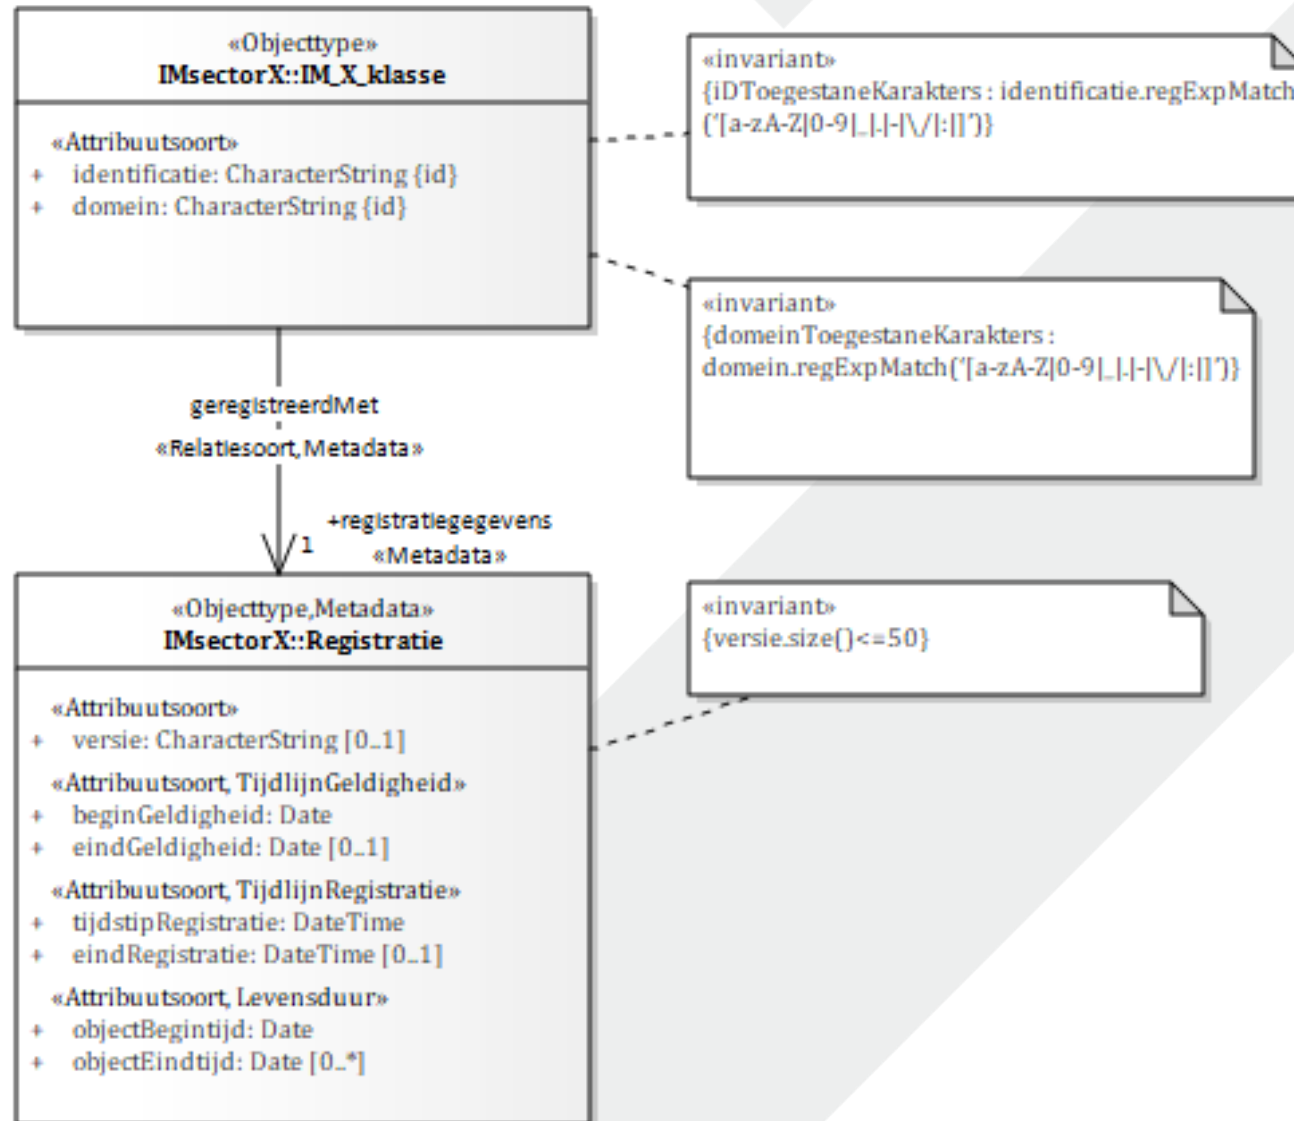 «Objecttype»
IMsectorX::IM_X_klasse
«Attribuutsoort»
+ identificatie: CharacterString {id}
+ domein: CharacterString {id}
«invariant»
{iDToegestaneKarakters : identificatie.regExpMatch
('[a-zA-Z|0-9|_|.|-|\/|:|]')}
«invariant»
{domeinToegestaneKarakters :
domein.regExpMatch('[a-zA-Z|0-9|_|.|-|\/|:|]')}
geregistreerdMet
«Relatiesoort,Metadata»
+registratiegegevens
1
«Metadata»
«Objecttype,Metadata»
IMsectorX::Registratie
«Attribuutsoort»
+ versie: CharacterString [0..1]
«Attribuutsoort, TijdlijnGeldigheid»
+ beginGeldigheid: Date
+ eindGeldigheid: Date [0..1]
«Attribuutsoort, TijdlijnRegistratie»
+ tijdstipRegistratie: DateTime
+ eindRegistratie: DateTime [0..1]
«Attribuutsoort, Levensduur»
+ objectBegintijd: Date
+ objectEindtijd: Date [0..*]
«invariant»
{versie.size()<=50}